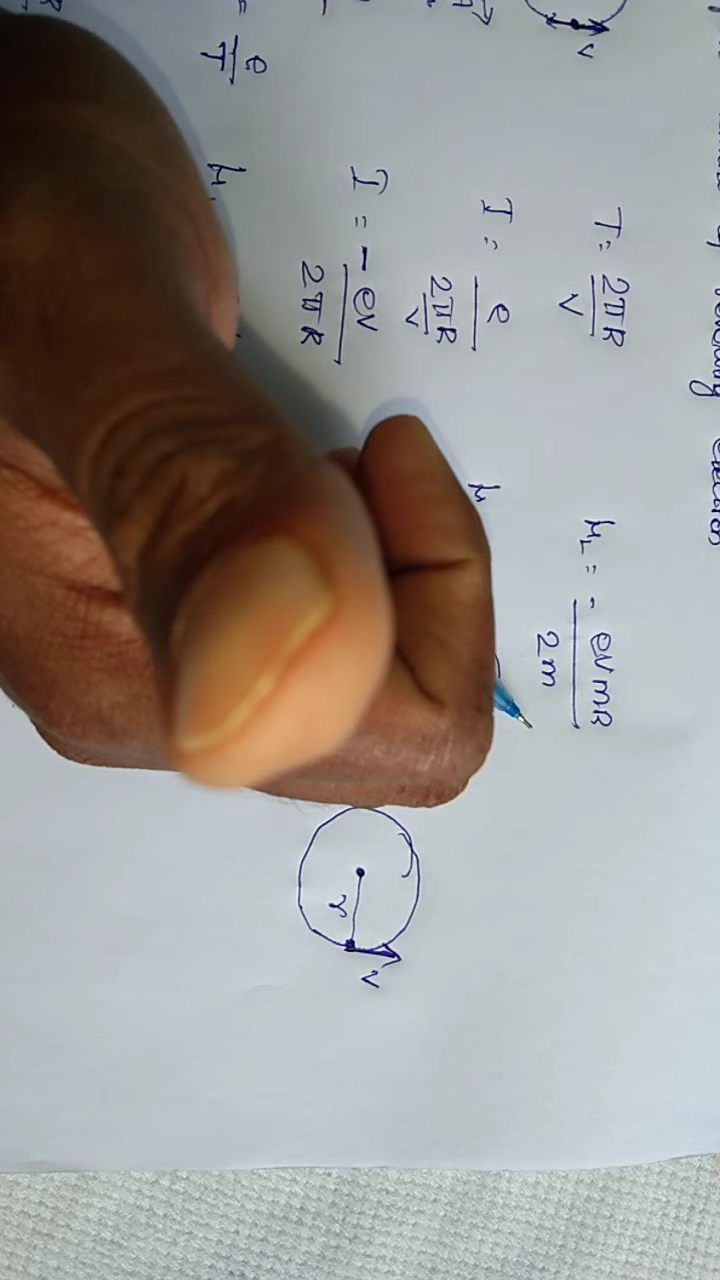 T = 2πR / V
I = e / (2πR / V)
I = - eV / 2πR
= e / T
μ
μL = - eVmR / 2m
μ
V
r
V